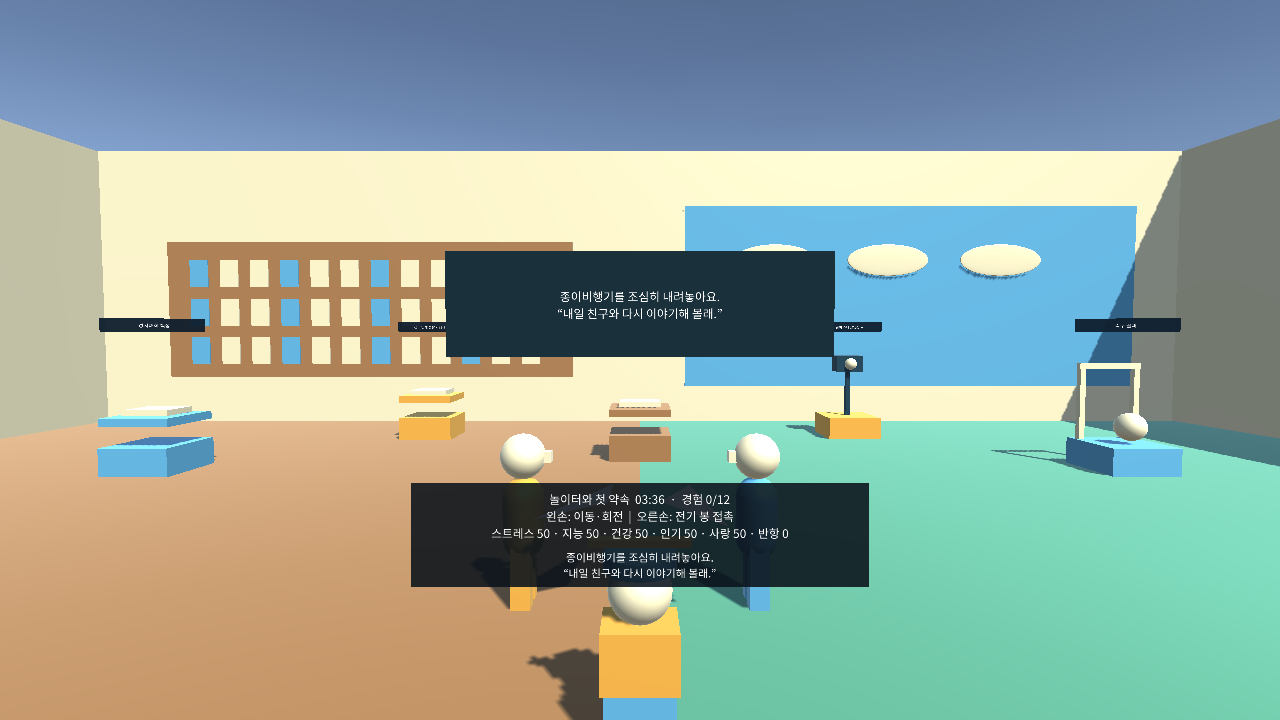 종이비행기를 조심히 내려놓아요.
“내일 친구와 다시 이야기해 볼래.”
놀이터와 첫 약속 03:36 · 경험 0/12
왼손: 이동·회전 | 오른손: 전기 봉 접촉
스트레스 50 · 지능 50 · 건강 50 · 인기 50 · 사랑 50 · 반항 0
종이비행기를 조심히 내려놓아요.
“내일 친구와 다시 이야기해 볼래.”